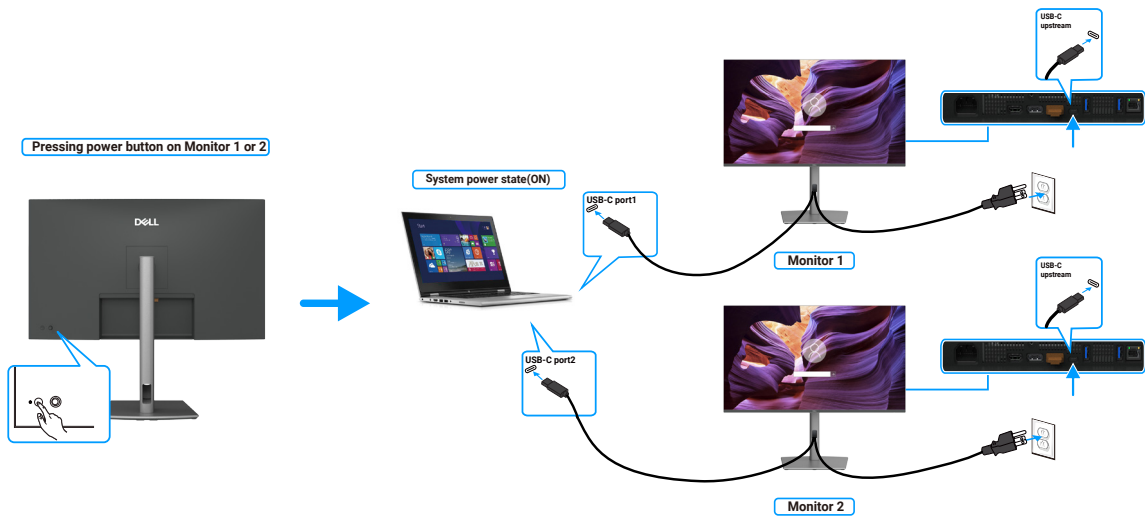 Pressing power button on Monitor 1 or 2
DELL
System power state(ON)
USB-C port1
USB-C
upstream
Monitor 1
USB-C port2
USB-C
upstream
Monitor 2